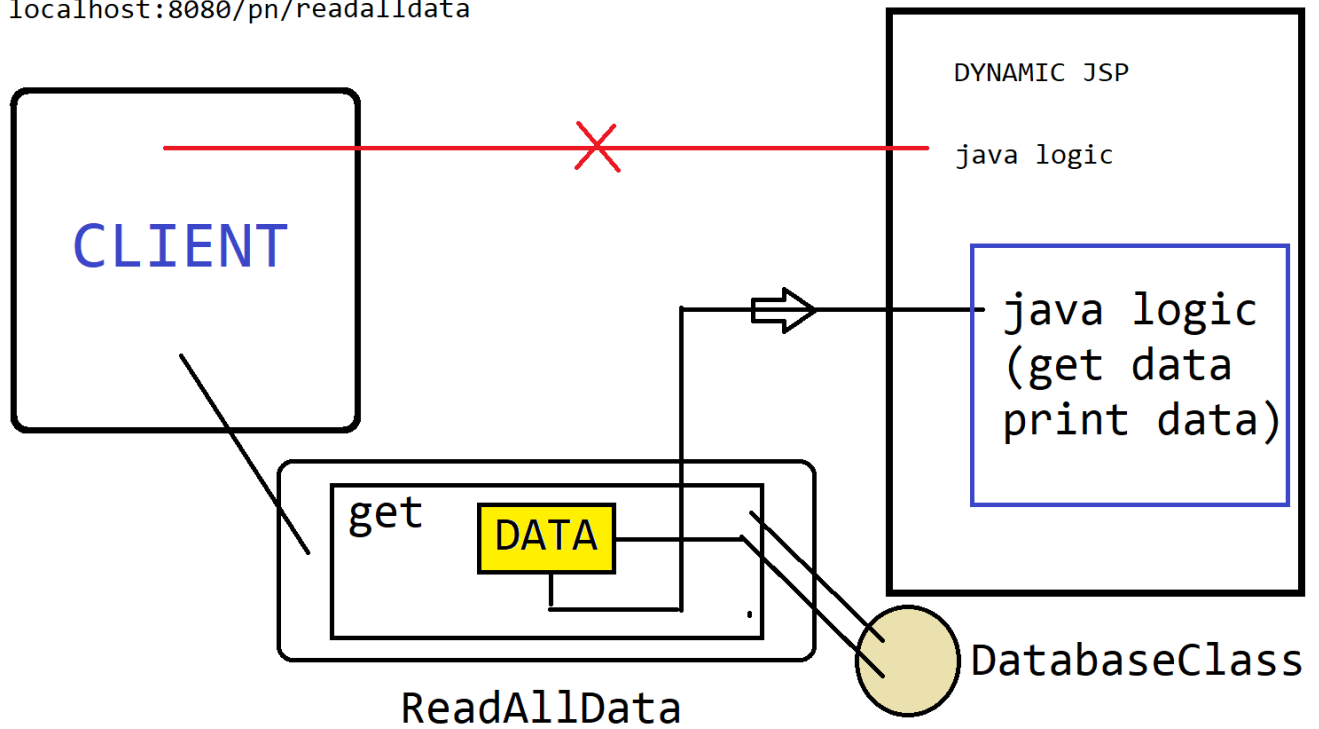 localhost:8080/pn/readalldata
DYNAMIC JSP
java logic
CLIENT
java logic
(get data
print data)
get
DATA
DatabaseClass
ReadAllData